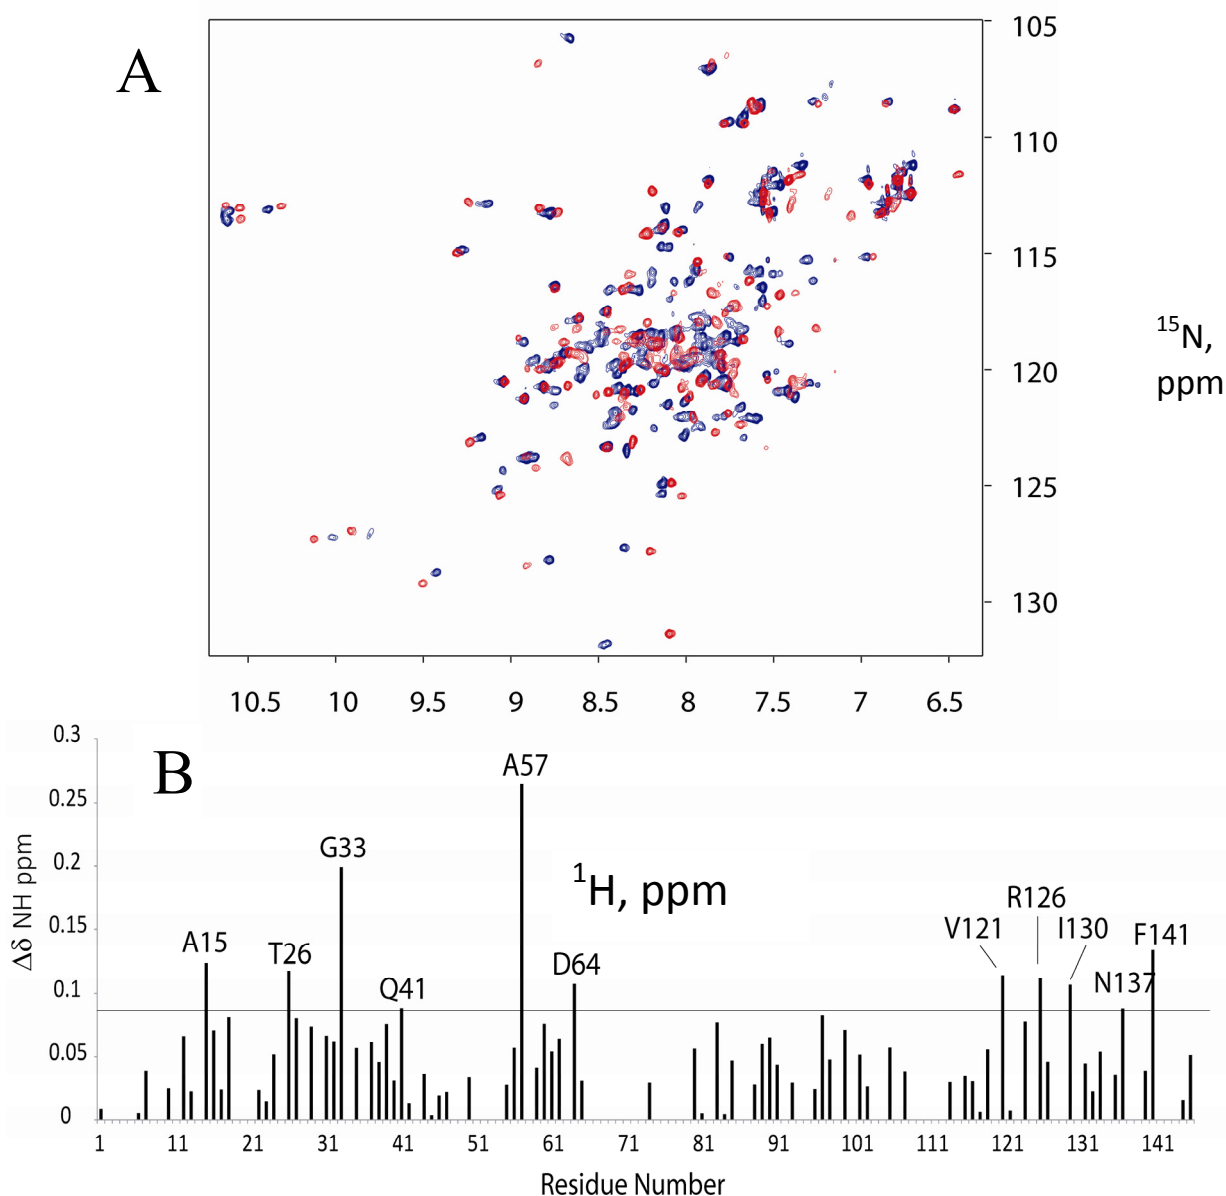 A
105
110
115
120
125
130
15N,
ppm
10.5 10 9.5 9 8.5 8 7.5 7 6.5
B
0.3
0.25
0.2
0.15
0.1
0.05
0
Δδ NH ppm
A57
G33
1H, ppm
R126
A15
T26
V121
I130
F141
D64
Q41
N137
1 11 21 31 41 51 61 71 81 91 101 111 121 131 141
Residue Number